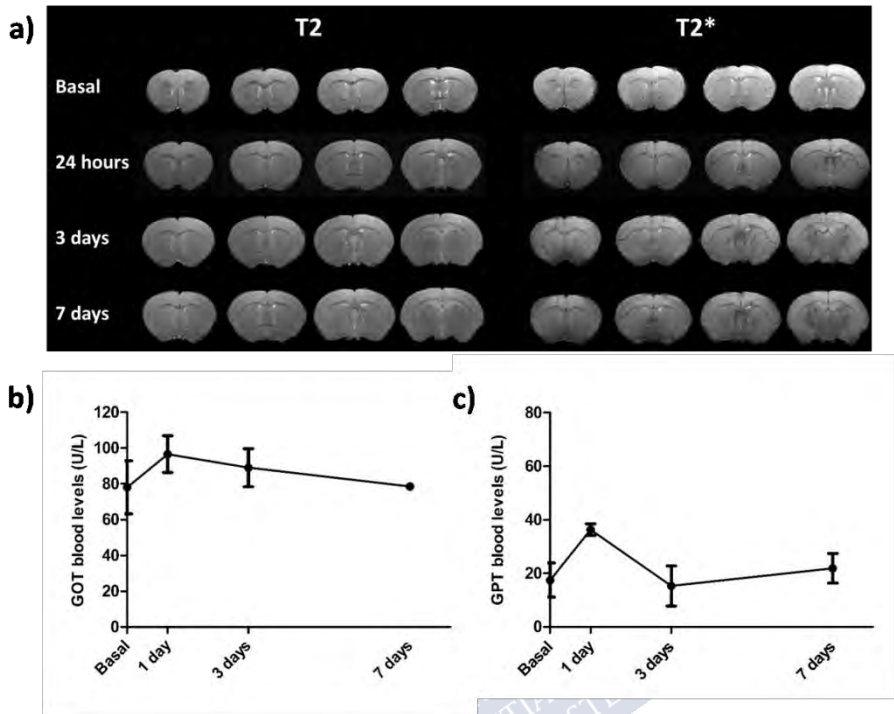 a)
T2 T2*
Basal
24 hours
3 days
7 days
b)
120
100
80
60
40
20
0
GOT blood levels (U/L)
Basal
1 day
3 days
7 days
c)
80
60
40
20
0
GPT blood levels (U/L)
Basal
1 day
3 days
7 days